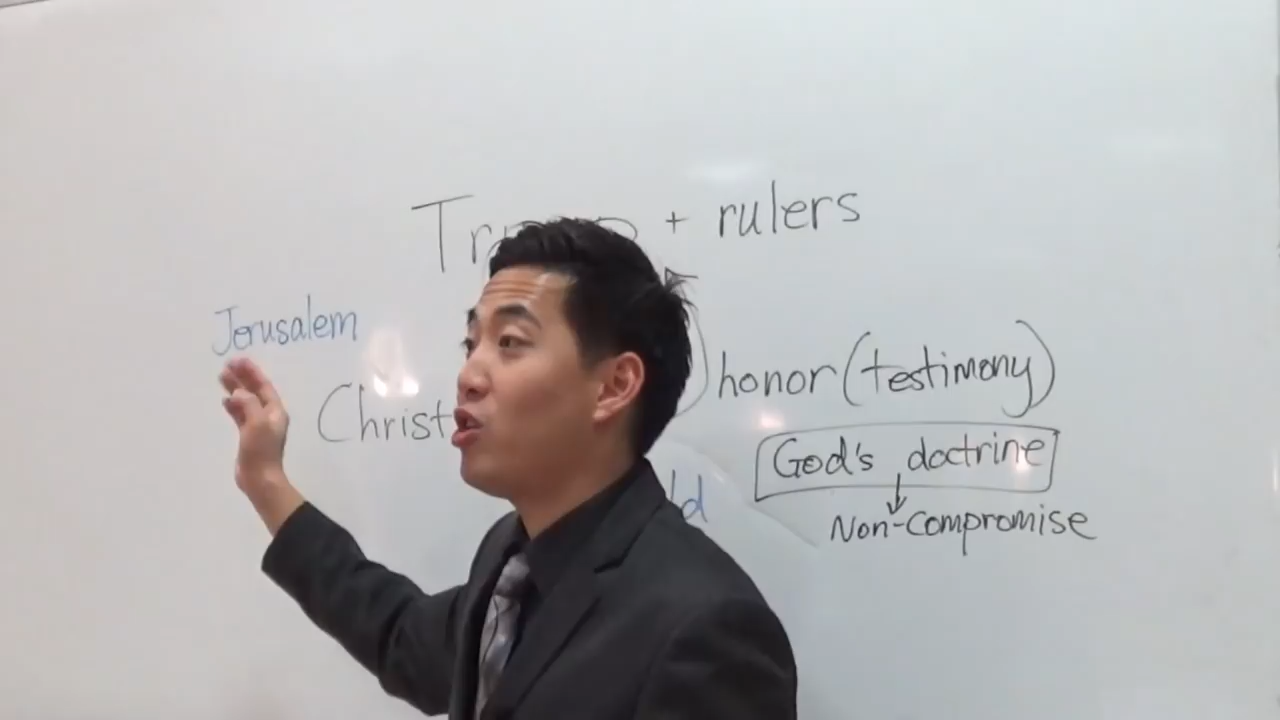 + rulers
Jerusalem
Christ
honor (testimony)
God's doctrine
Non-Compromise